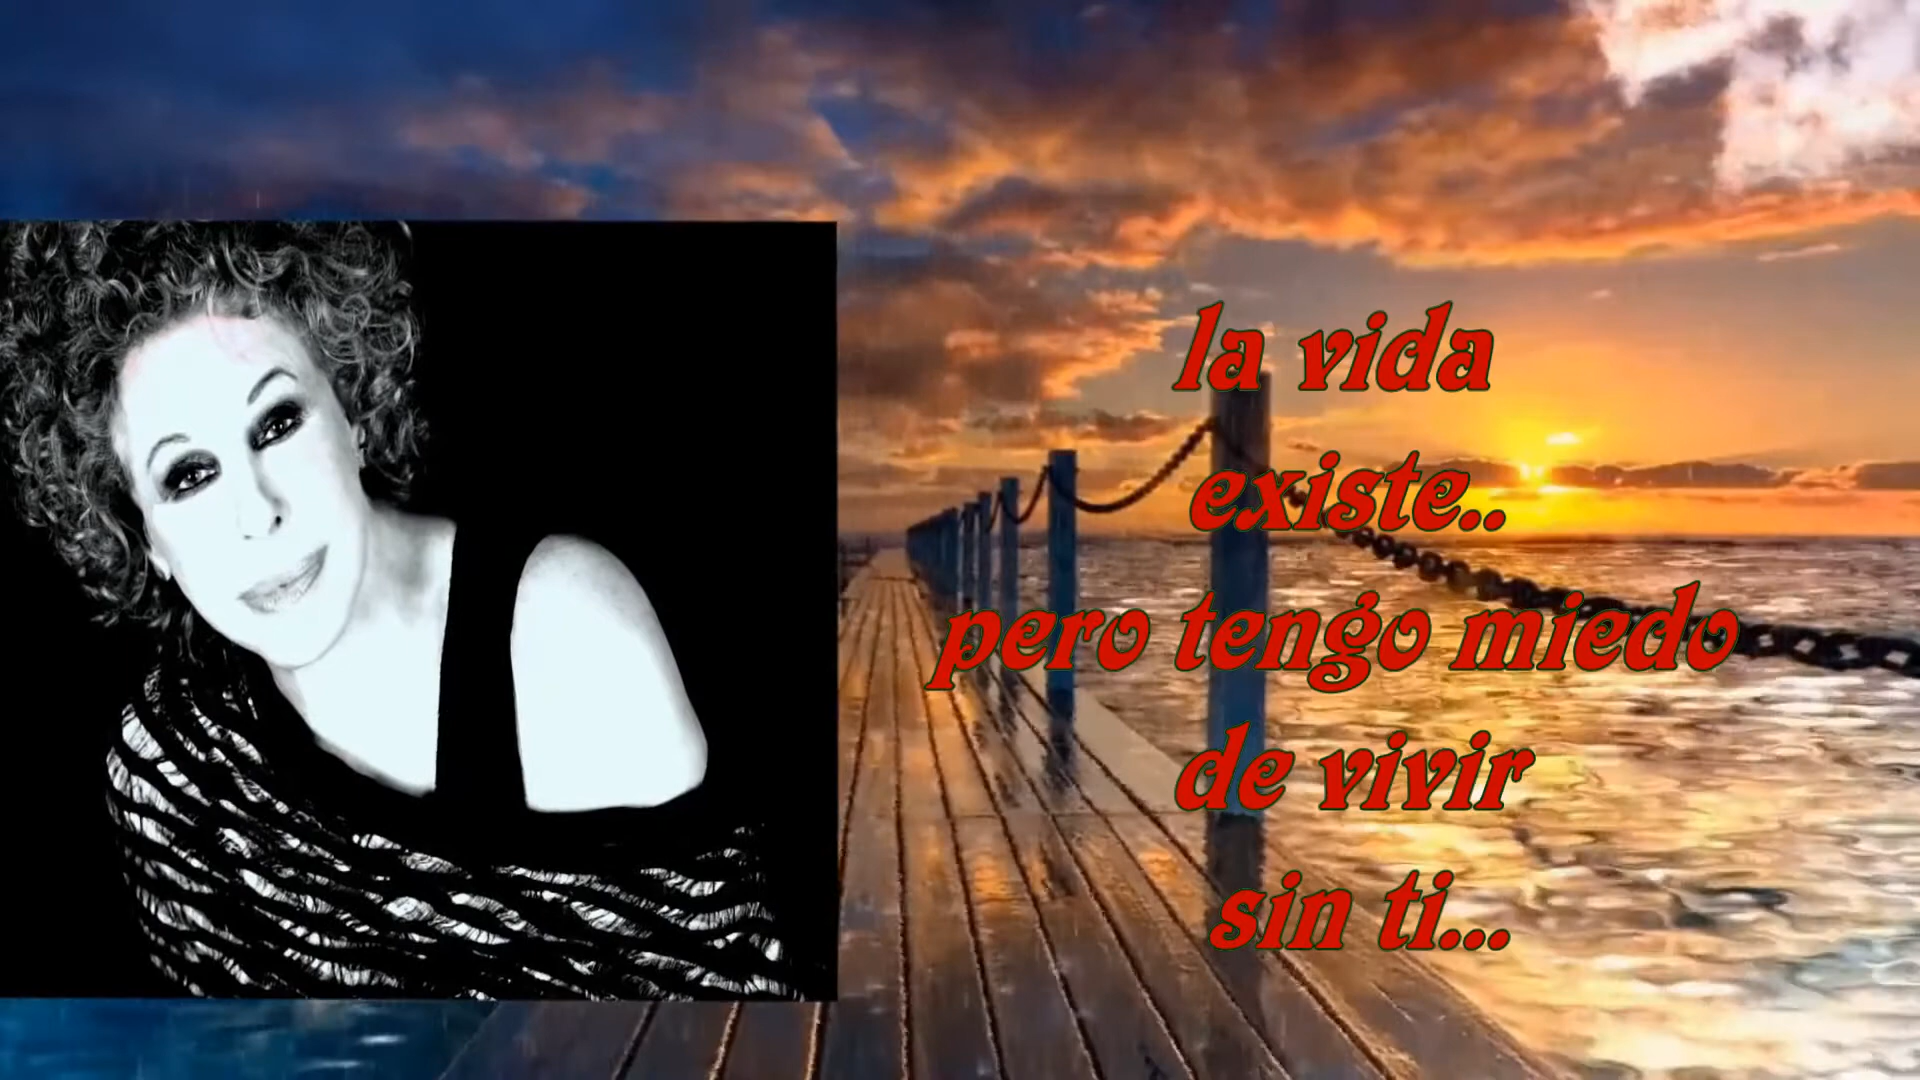 la vida
existe..
pero tengo miedo
de vivir
sin ti...